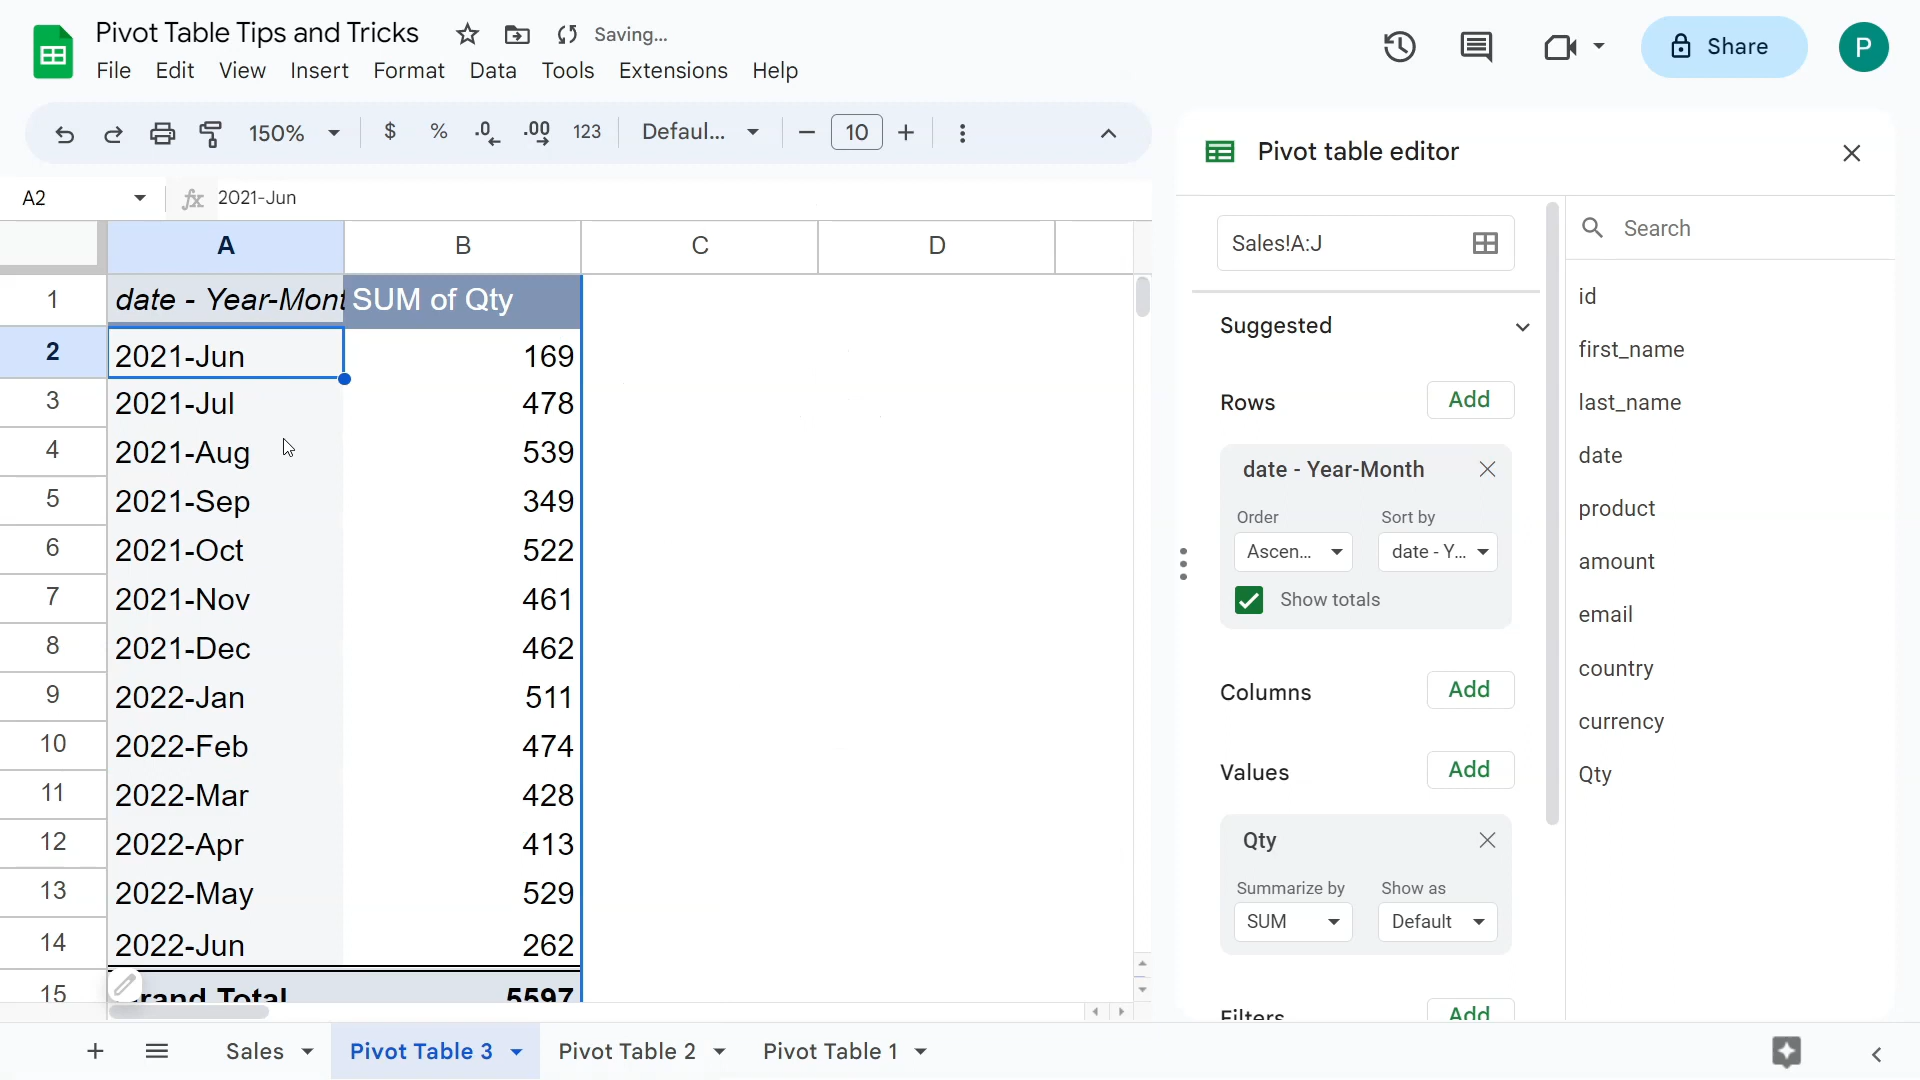 Pivot Table Tips and Tricks
Saving...
File Edit View Insert Format Data Tools Extensions Help
Share
P
150% $ % .0 .00 123 Defaul... 10
A2 fx 2021-Jun
A B C D
1 date - Year-Mont SUM of Qty
2 2021-Jun 169
3 2021-Jul 478
4 2021-Aug 539
5 2021-Sep 349
6 2021-Oct 522
7 2021-Nov 461
8 2021-Dec 462
9 2022-Jan 511
10 2022-Feb 474
11 2022-Mar 428
12 2022-Apr 413
13 2022-May 529
14 2022-Jun 262
15 rand Total 5597
Pivot table editor
Sales!A:J
Suggested
Rows Add
date - Year-Month
Order Sort by
Ascen... date - Y...
Show totals
Columns Add
Values Add
Qty
Summarize by Show as
SUM Default
Filters Add
Search
id
first_name
last_name
date
product
amount
email
country
currency
Qty
Sales Pivot Table 3 Pivot Table 2 Pivot Table 1